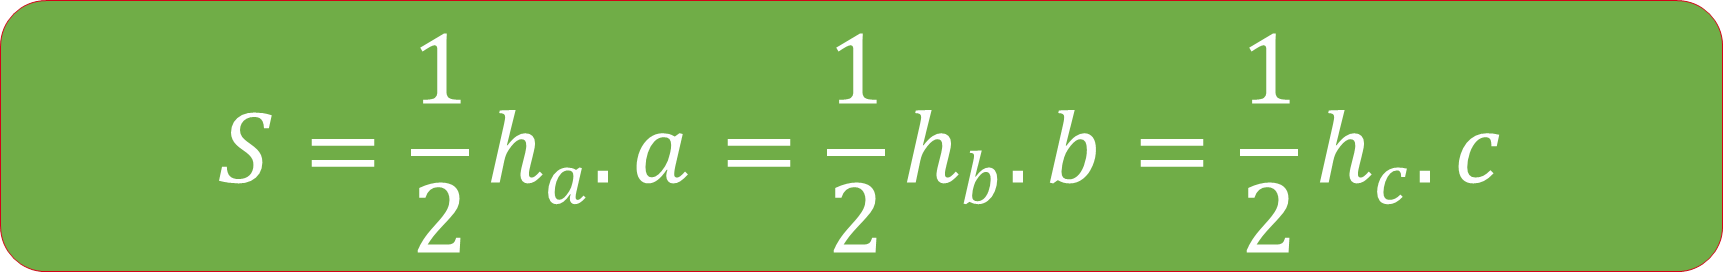 S = 1/2 h_a . a = 1/2 h_b . b = 1/2 h_c . c